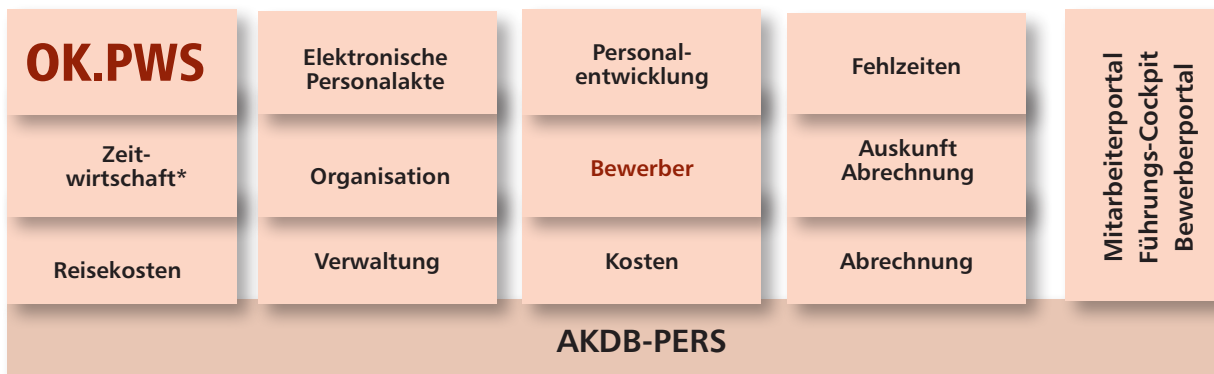 OK.PWS
Elektronische
Personalakte
Personal-
entwicklung
Fehlzeiten
Zeit-
wirtschaft*
Organisation
Bewerber
Auskunft
Abrechnung
Reisekosten
Verwaltung
Kosten
Abrechnung
Mitarbeiterportal
Führungs-Cockpit
Bewerberportal
AKDB-PERS